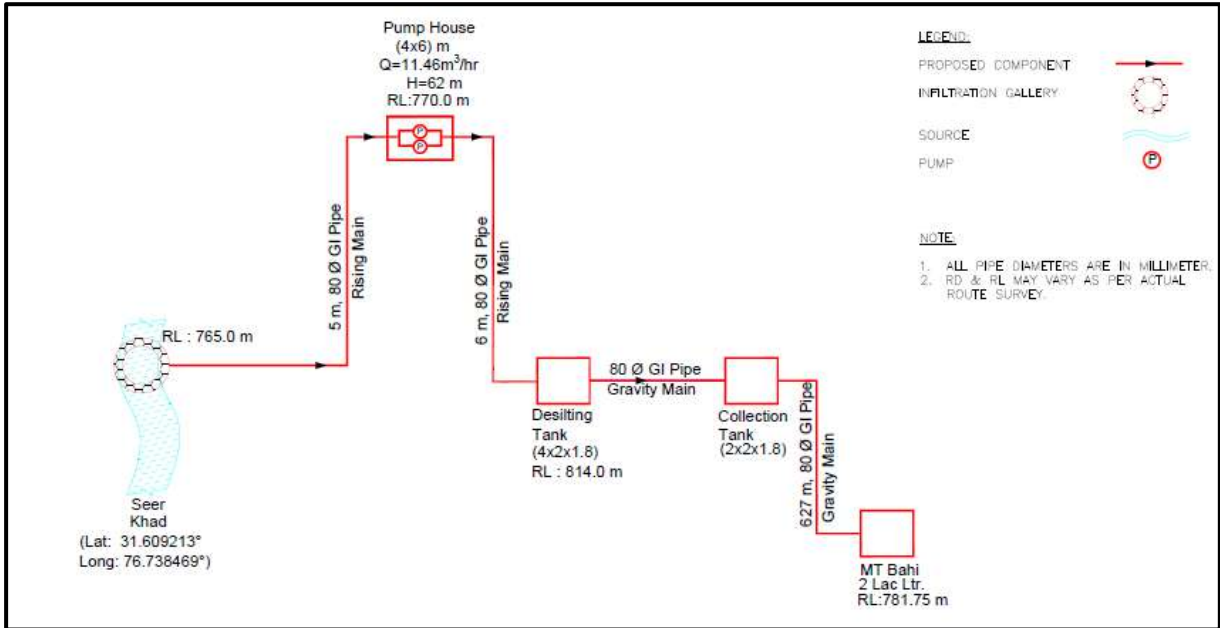 Pump House
(4x6) m
Q=11.46m³/hr
H=62 m
RL:770.0 m
LEGEND:
PROPOSED COMPONENT
INFILTRATION GALLERY
SOURCE
PUMP
P
P
P
NOTE:
1. ALL PIPE DIAMETERS ARE IN MILLIMETER.
2. RD & RL MAY VARY AS PER ACTUAL
ROUTE SURVEY.
5 m, 80 Ø GI Pipe
Rising Main
6 m, 80 Ø GI Pipe
Rising Main
RL : 765.0 m
80 Ø GI Pipe
Gravity Main
Desilting
Tank
(4x2x1.8)
RL : 814.0 m
Collection
Tank
(2x2x1.8)
627 m, 80 Ø GI Pipe
Gravity Main
Seer
Khad
(Lat: 31.609213°
Long: 76.738469°)
MT Bahi
2 Lac Ltr.
RL:781.75 m